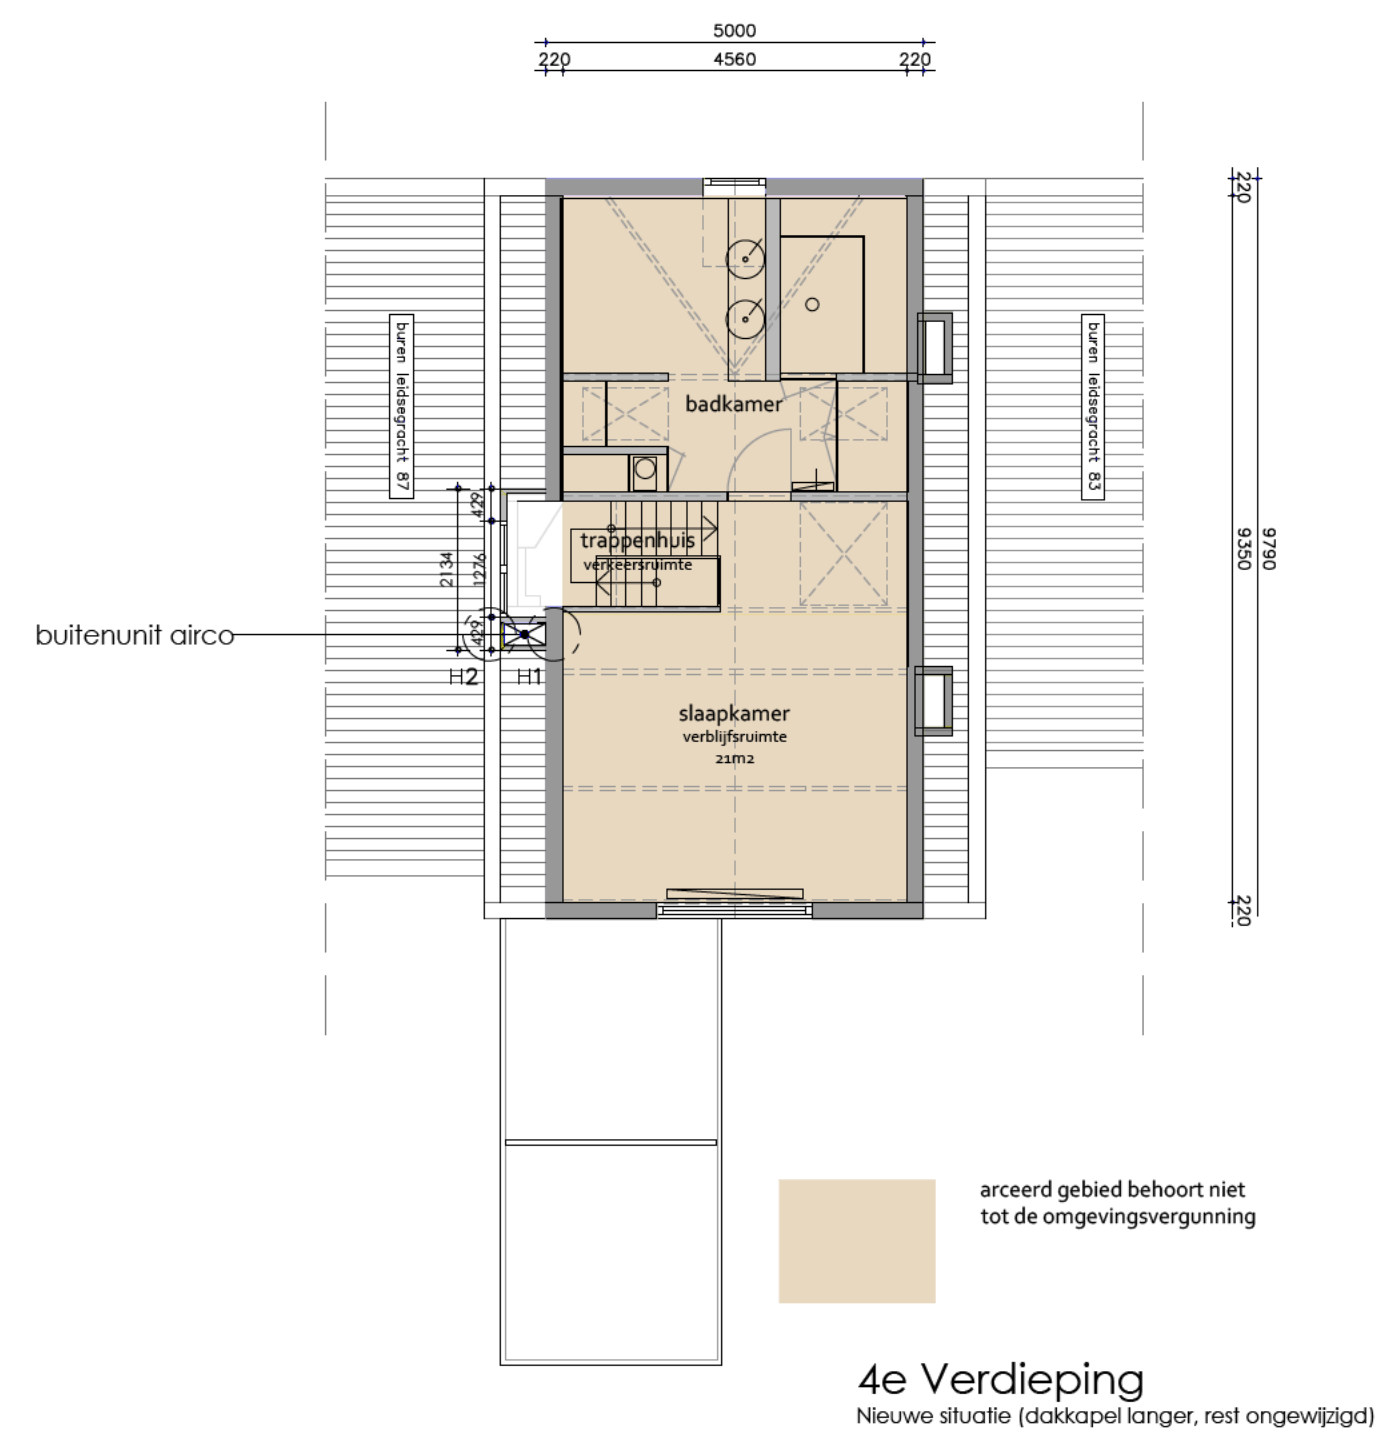 5000
220 4560 220
220
buren leidsegracht 87
buren leidsegracht 83
badkamer
429
2134
1276
429
trappenhuis
verkeersruimte
9350
9790
buitenunit airco
H2 H1
slaapkamer
verblijfsruimte
21m2
220
arceerd gebied behoort niet
tot de omgevingsvergunning
4e Verdieping
Nieuwe situatie (dakkapel langer, rest ongewijzigd)